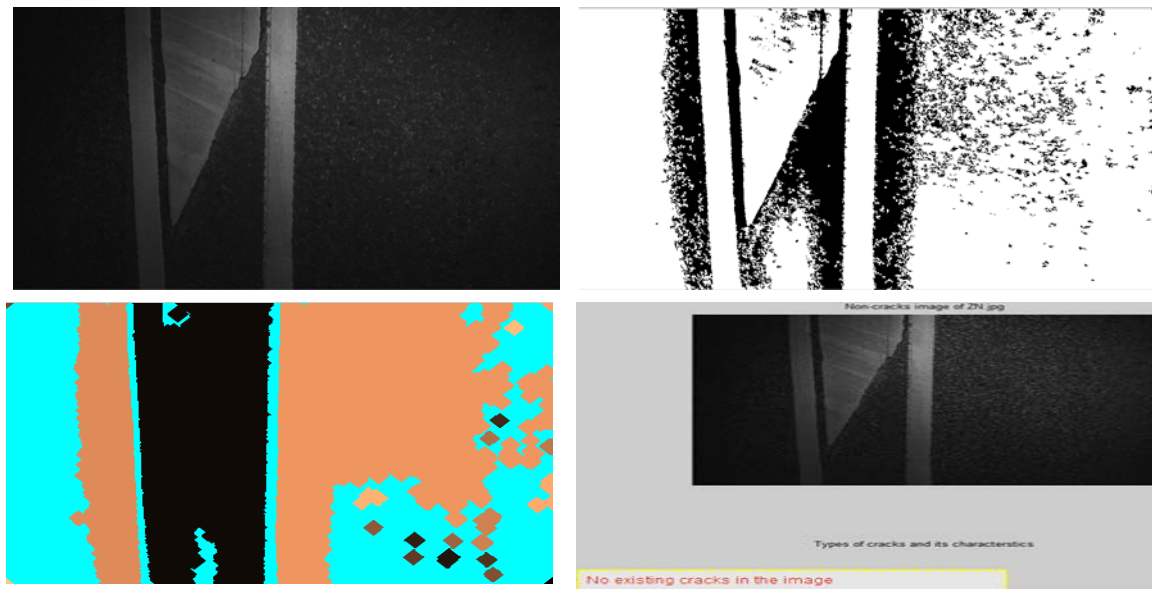 Non-cracks image of ZN.jpg
Types of cracks and its characterstics
No existing cracks in the image